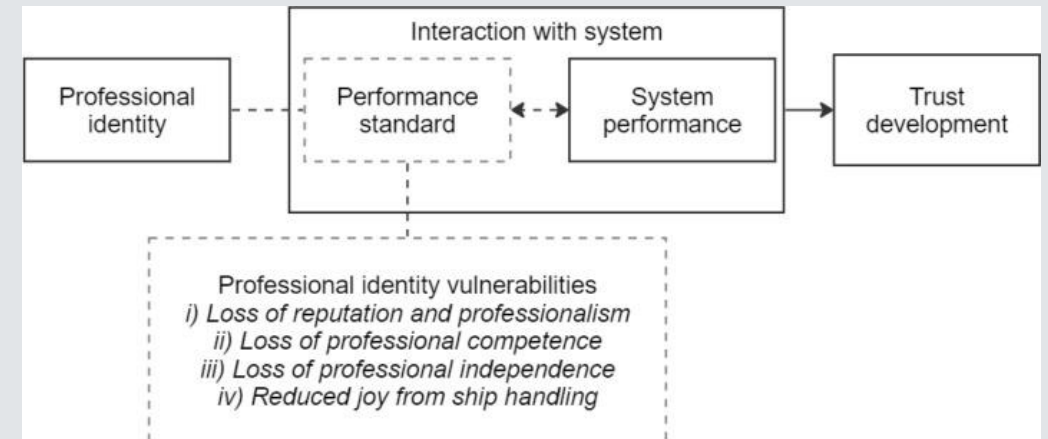 Interaction with system
Professional
identity
Performance
standard
System
performance
Trust
development
Professional identity vulnerabilities
i) Loss of reputation and professionalism
ii) Loss of professional competence
iii) Loss of professional independence
iv) Reduced joy from ship handling